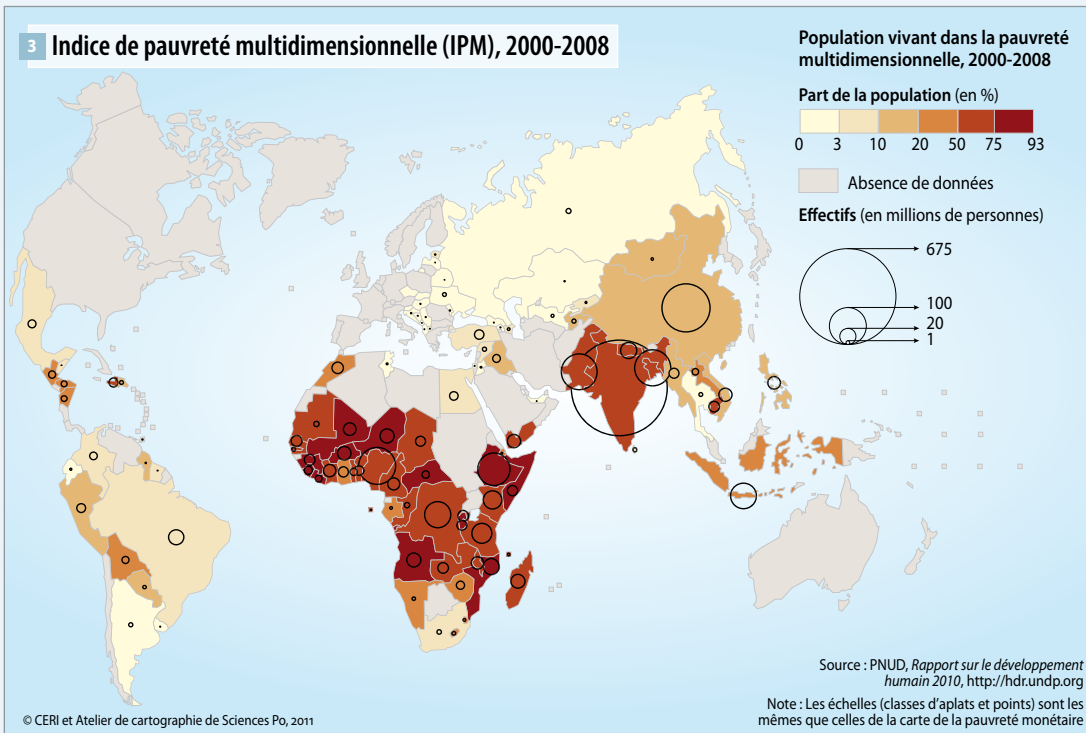 3 Indice de pauvreté multidimensionnelle (IPM), 2000-2008
Population vivant dans la pauvreté
multidimensionnelle, 2000-2008
Part de la population (en %)
0 3 10 20 50 75 93
Absence de données
Effectifs (en millions de personnes)
675
100
20
1
Source : PNUD, Rapport sur le développement
humain 2010, http://hdr.undp.org
Note : Les échelles (classes d'aplats et points) sont les
mêmes que celles de la carte de la pauvreté monétaire
© CERI et Atelier de cartographie de Sciences Po, 2011